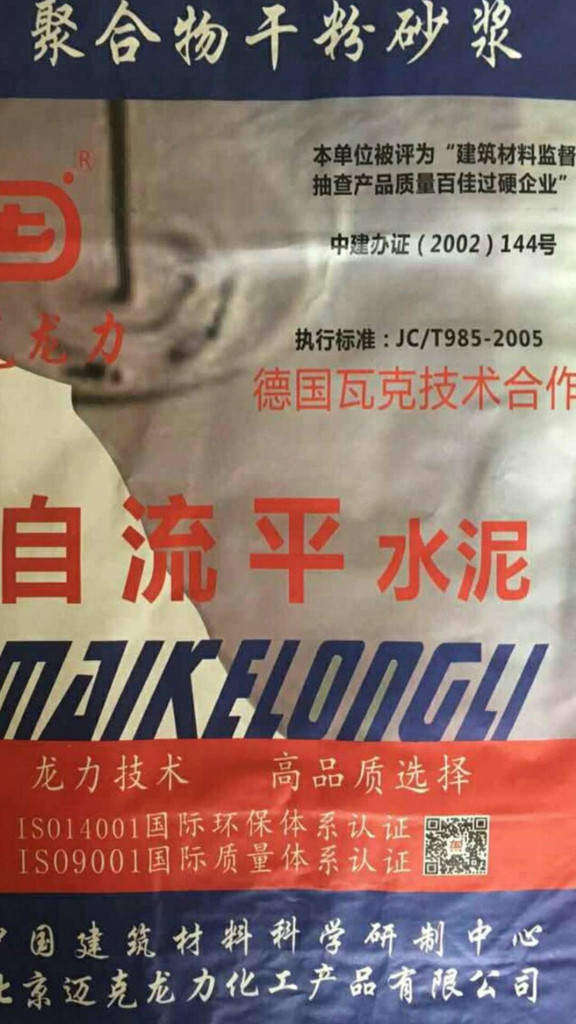 聚合物干粉砂浆
本单位被评为“建筑材料监督
抽查产品质量百佳过硬企业”
®
中建办证(2002)144号
执行标准:JC/T985-2005
克龙力
德国瓦克技术合作
自流平水泥
MAIKELONGLI
龙力技术 高品质选择
ISO14001国际环保体系认证
ISO9001国际质量体系认证
中国建筑材料科学研制中心
北京迈克龙力化工产品有限公司